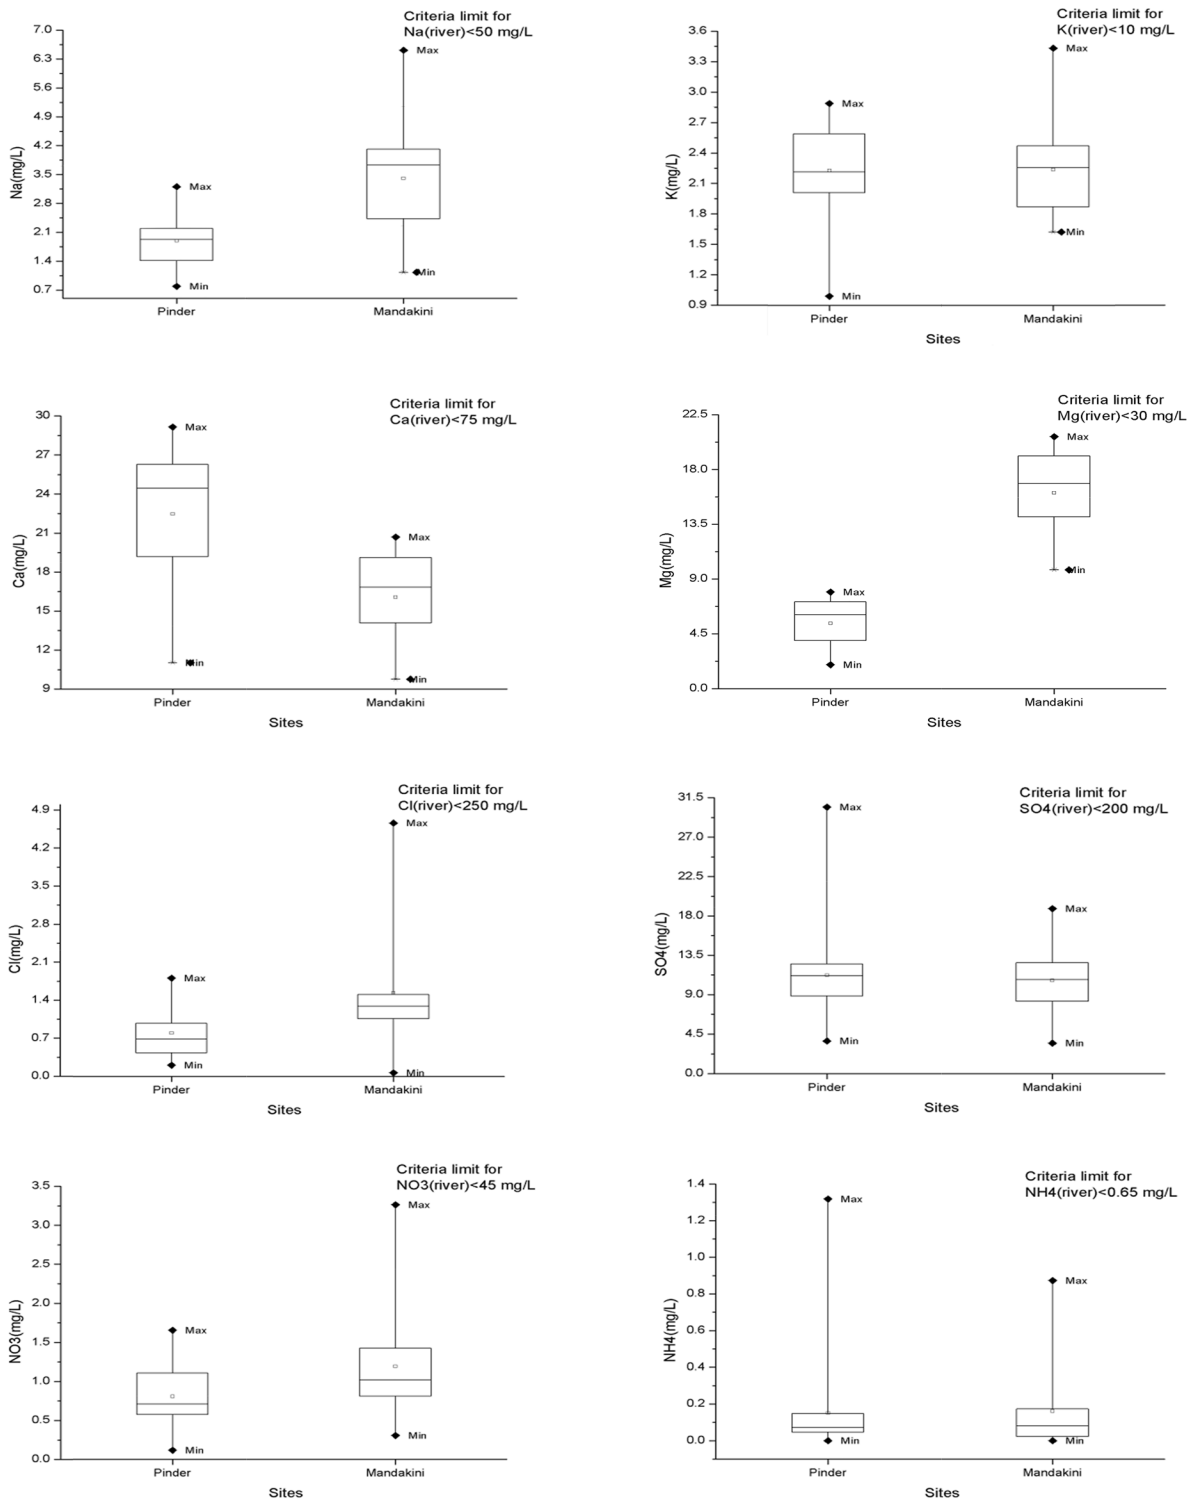 Criteria limit for
Na(river)<50 mg/L
7.0
6.3
5.6
4.9
4.2
3.5
2.8
2.1
1.4
0.7
Na(mg/L)
Max
Min
Max
Min
Pinder
Mandakini
Criteria limit for
K(river)<10 mg/L
3.6
3.3
3.0
2.7
2.4
2.1
1.8
1.5
1.2
0.9
K(mg/L)
Max
Min
Max
Min
Pinder
Mandakini
Sites
Criteria limit for
Ca(river)<75 mg/L
30
27
24
21
18
15
12
9
Ca(mg/L)
Max
Min
Max
Min
Pinder
Mandakini
Sites
Criteria limit for
Mg(river)<30 mg/L
22.5
18.0
13.5
9.0
4.5
0.0
Mg(mg/L)
Max
Min
Max
Min
Pinder
Mandakini
Sites
Criteria limit for
Cl(river)<250 mg/L
4.9
4.2
3.5
2.8
2.1
1.4
0.7
0.0
Cl(mg/L)
Max
Min
Max
Min
Pinder
Mandakini
Sites
Criteria limit for
SO4(river)<200 mg/L
31.5
27.0
22.5
18.0
13.5
9.0
4.5
0.0
SO4(mg/L)
Max
Min
Max
Min
Pinder
Mandakini
Sites
Criteria limit for
NO3(river)<45 mg/L
3.5
3.0
2.5
2.0
1.5
1.0
0.5
0.0
NO3(mg/L)
Max
Min
Max
Min
Pinder
Mandakini
Sites
Criteria limit for
NH4(river)<0.65 mg/L
1.4
1.2
1.0
0.8
0.6
0.4
0.2
0.0
NH4(mg/L)
Max
Min
Max
Min
Pinder
Mandakini
Sites